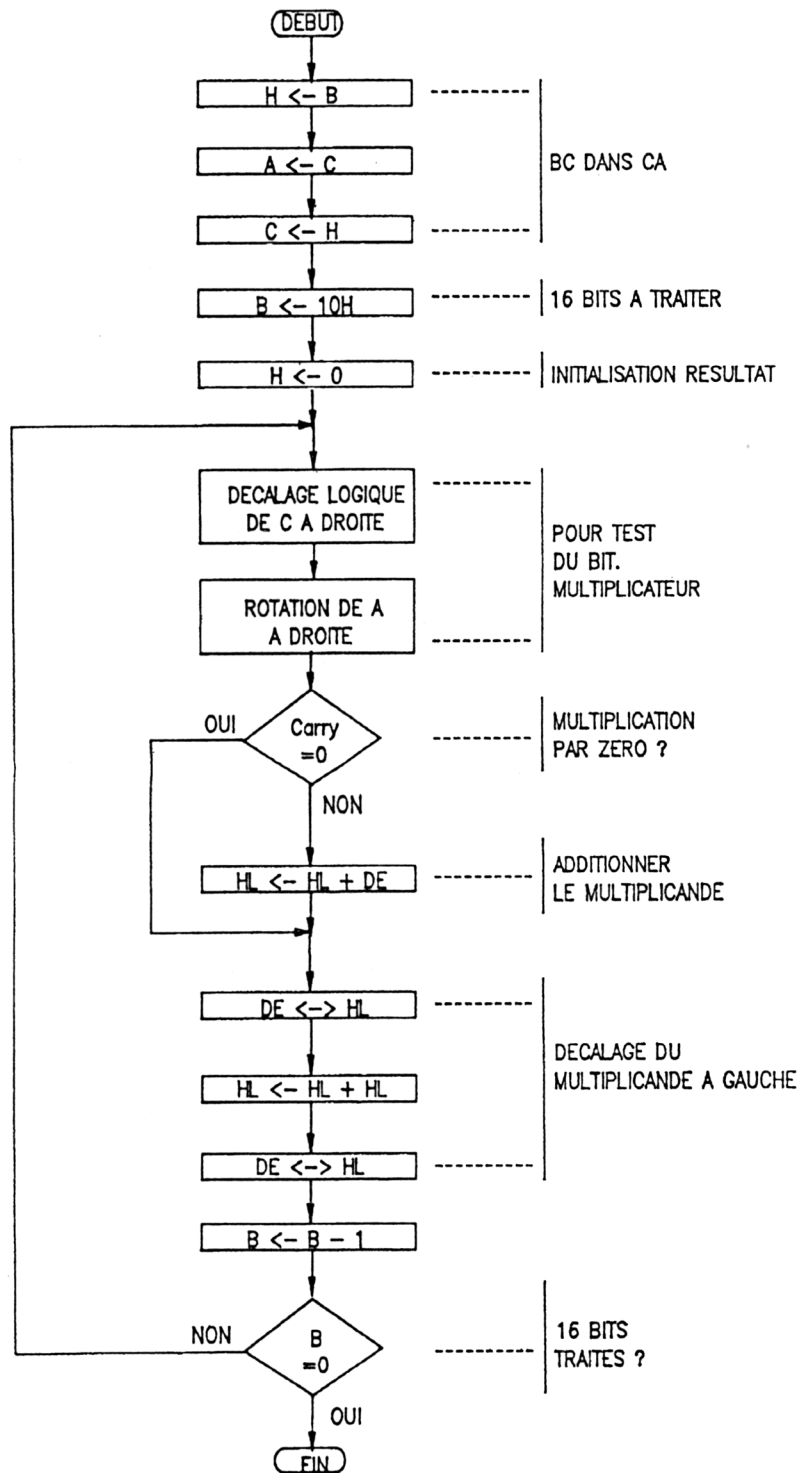 DEBUT
H <- B
A <- C
C <- H
BC DANS CA
B <- 10H
16 BITS A TRAITER
H <- 0
INITIALISATION RESULTAT
DECALAGE LOGIQUE
DE C A DROITE
ROTATION DE A
A DROITE
POUR TEST
DU BIT.
MULTIPLICATEUR
OUI
Carry
=0
NON
MULTIPLICATION
PAR ZERO ?
HL <- HL + DE
ADDITIONNER
LE MULTIPLICANDE
DE <-> HL
HL <- HL + HL
DE <-> HL
DECALAGE DU
MULTIPLICANDE A GAUCHE
B <- B - 1
NON
B
=0
OUI
16 BITS
TRAITES ?
FIN